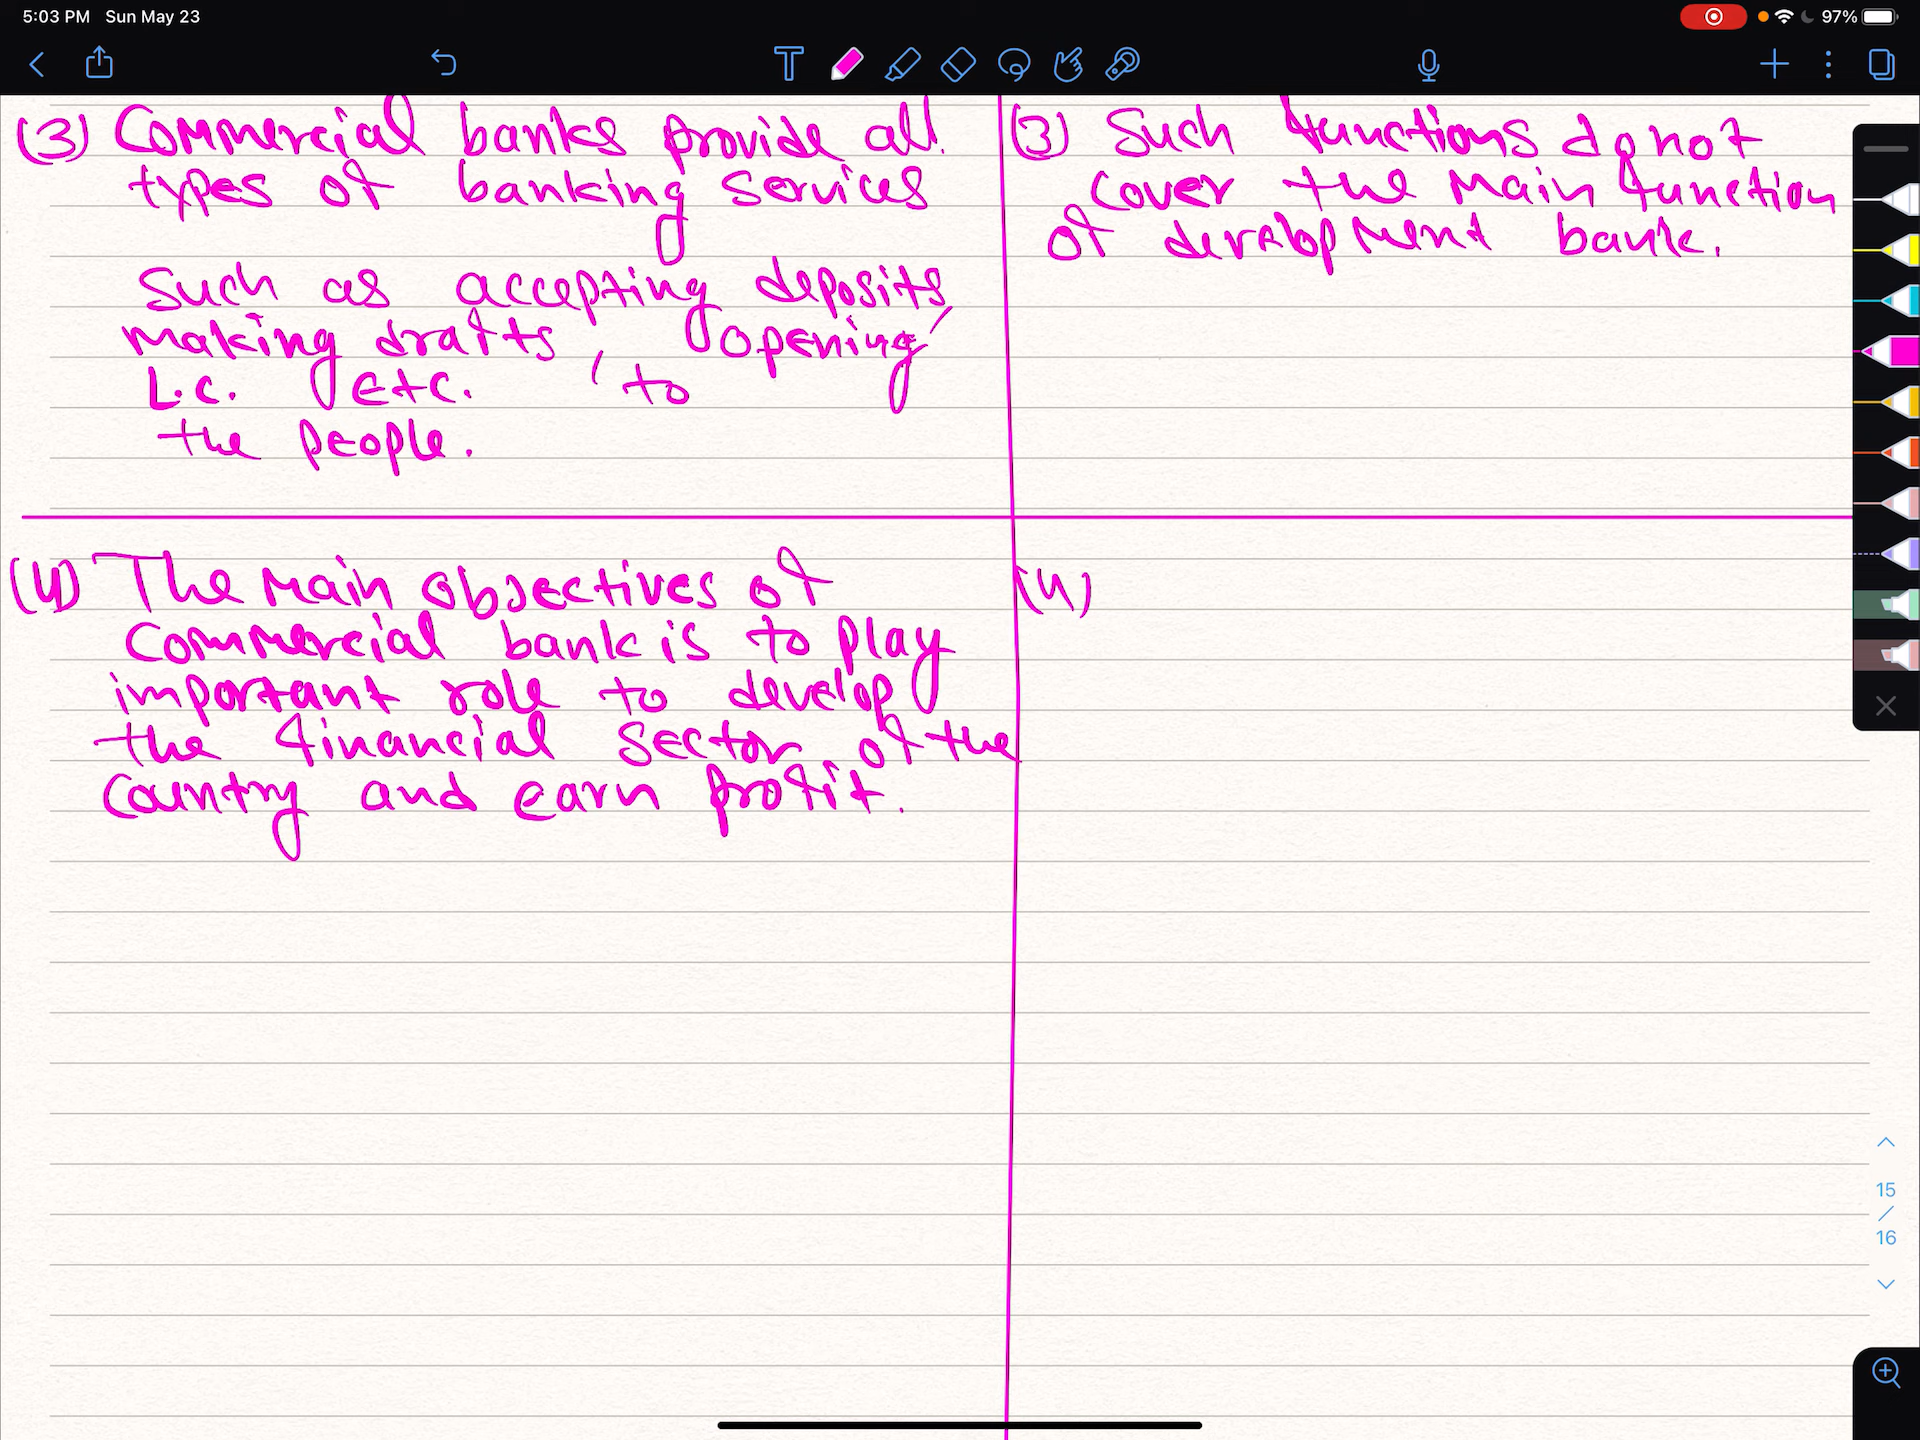 5:03 PM Sun May 23
97%
(3) Commercial banks provide all
types of banking services
Such as accepting deposits,
making drafts, opening
L.C. etc. to
the people.
(3) Such functions do not
cover the main function
of development bank.
(4) The main objectives of
Commercial bank is to play
important role to develop
the financial sector of the
Country and earn profit.
(4)
15
/
16